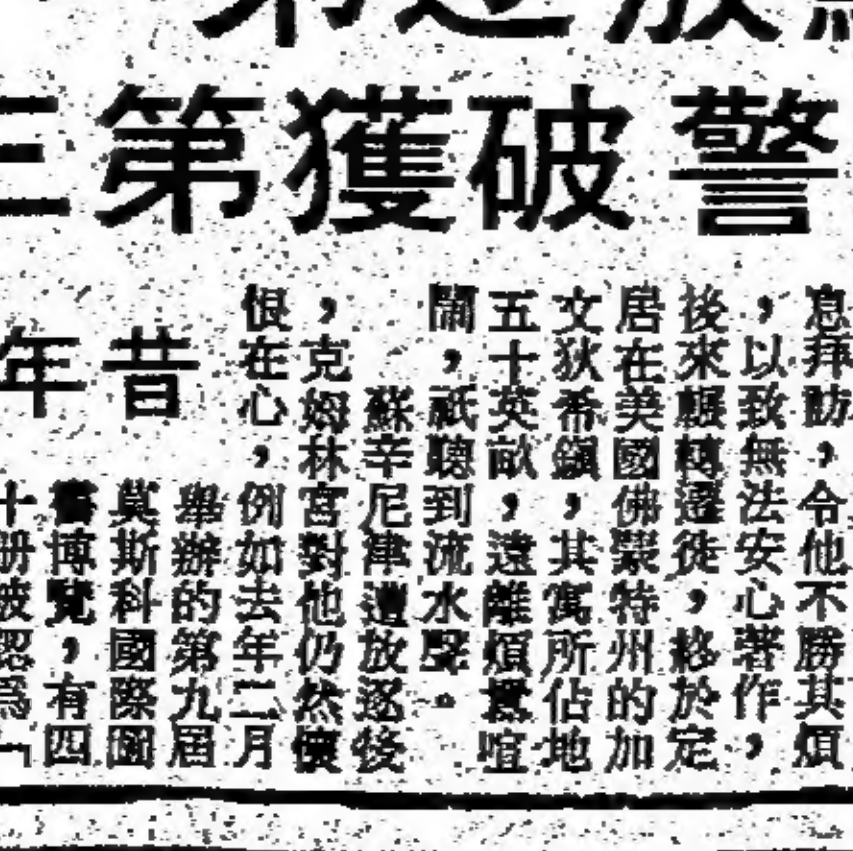 警破獲第三
息拜訪，令他不勝其煩
，以致無法安心著作，
後來輾轉遷徙，終於定
居在美國佛蒙特州的加
文狄希鎮，其寓所佔地
五十英畝，遠離煩囂喧
鬧，祇聽到流水聲。
蘇辛尼津遭放逐後
，克姆林宮對他仍然懷
恨在心，例如去年二月
舉辦的第九屆
莫斯科國際圖
書博覽，有四
十册被認爲「
昔年